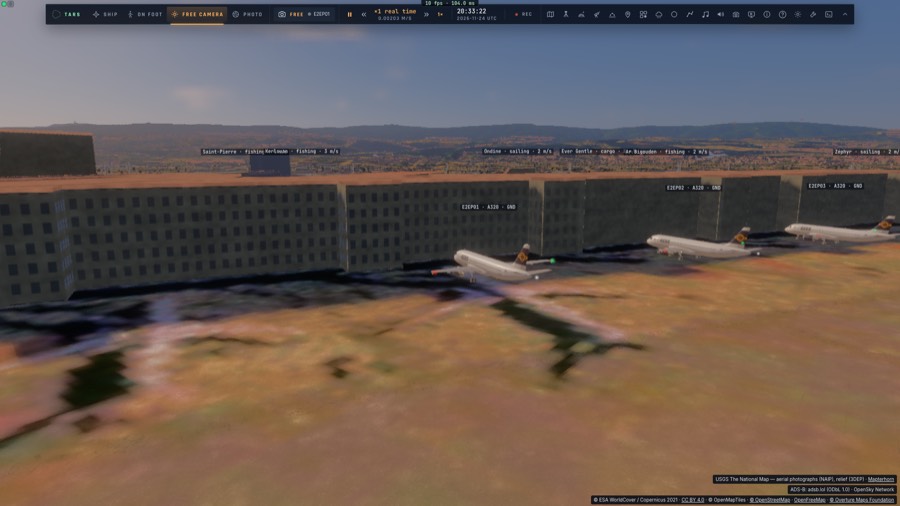 10 fps · 104.0 ms
TARS SHIP ON FOOT FREE CAMERA PHOTO FREE E2EP01 ×1 real time 20:33:22 REC
0.00203 M/S 2025-11-24 UTC
Saint-Pierre · fishing Kerlouan · fishing · 3 m/s
Ondine · sailing · 2 m/s
Ever Gentle · cargo · Ar Bigouden · fishing · 2 m/s
Zephyr · sailing · 2 m/s
E2EP01 · A320 · GND
E2EP02 · A320 · GND
E2EP03 · A320 · GND
USGS The National Map — aerial photographs (NAIP), relief (3DEP) · Mapterhorn
ADS-B: adsb.lol (ODbL 1.0) · OpenSky Network
© ESA WorldCover / Copernicus 2021 · CC BY 4.0 · © OpenMapTiles · © OpenStreetMap · OpenFreeMap · © Overture Maps Foundation